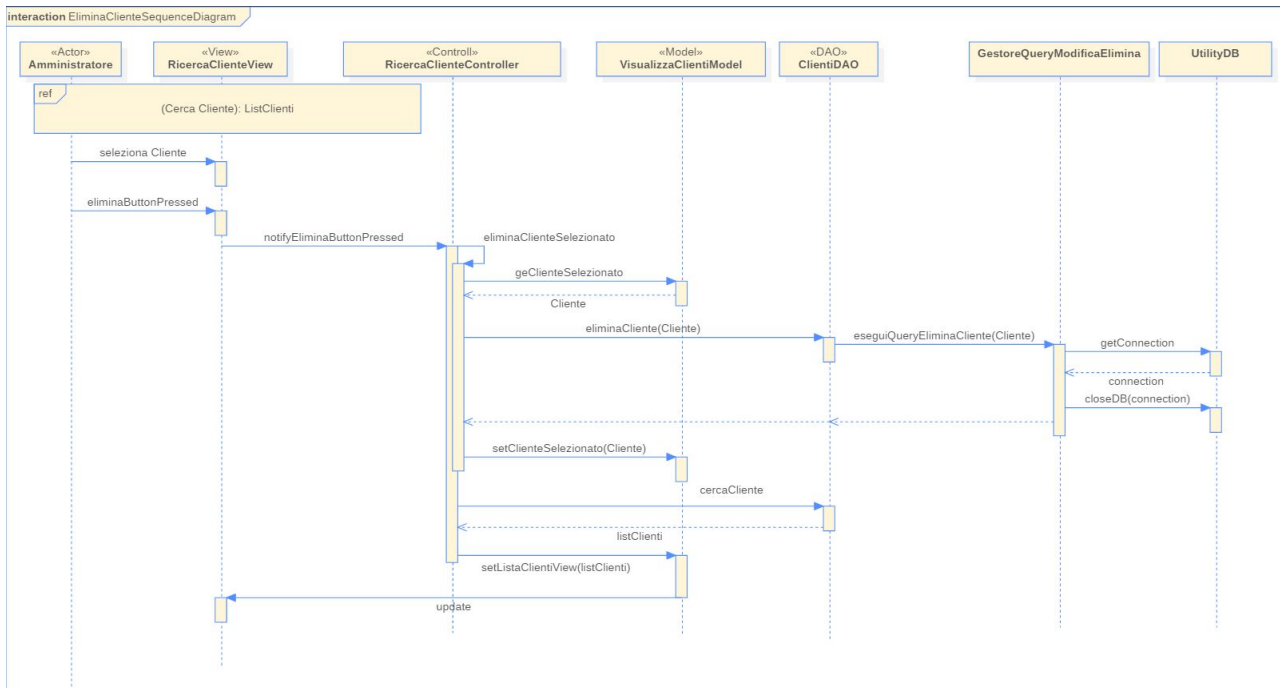 interaction EliminaClienteSequenceDiagram
«Actor»
Amministratore
«View»
RicercaClienteView
«Controll»
RicercaClienteController
«Model»
VisualizzaClientiModel
«DAO»
ClientiDAO
GestoreQueryModificaElimina
UtilityDB
ref
(Cerca Cliente): ListClienti
seleziona Cliente
eliminaButtonPressed
notifyEliminaButtonPressed
eliminaClienteSelezionato
geClienteSelezionato
Cliente
eliminaCliente(Cliente)
eseguiQueryEliminaCliente(Cliente)
getConnection
connection
closeDB(connection)
setClienteSelezionato(Cliente)
cercaCliente
listClienti
setListaClientiView(listClienti)
update